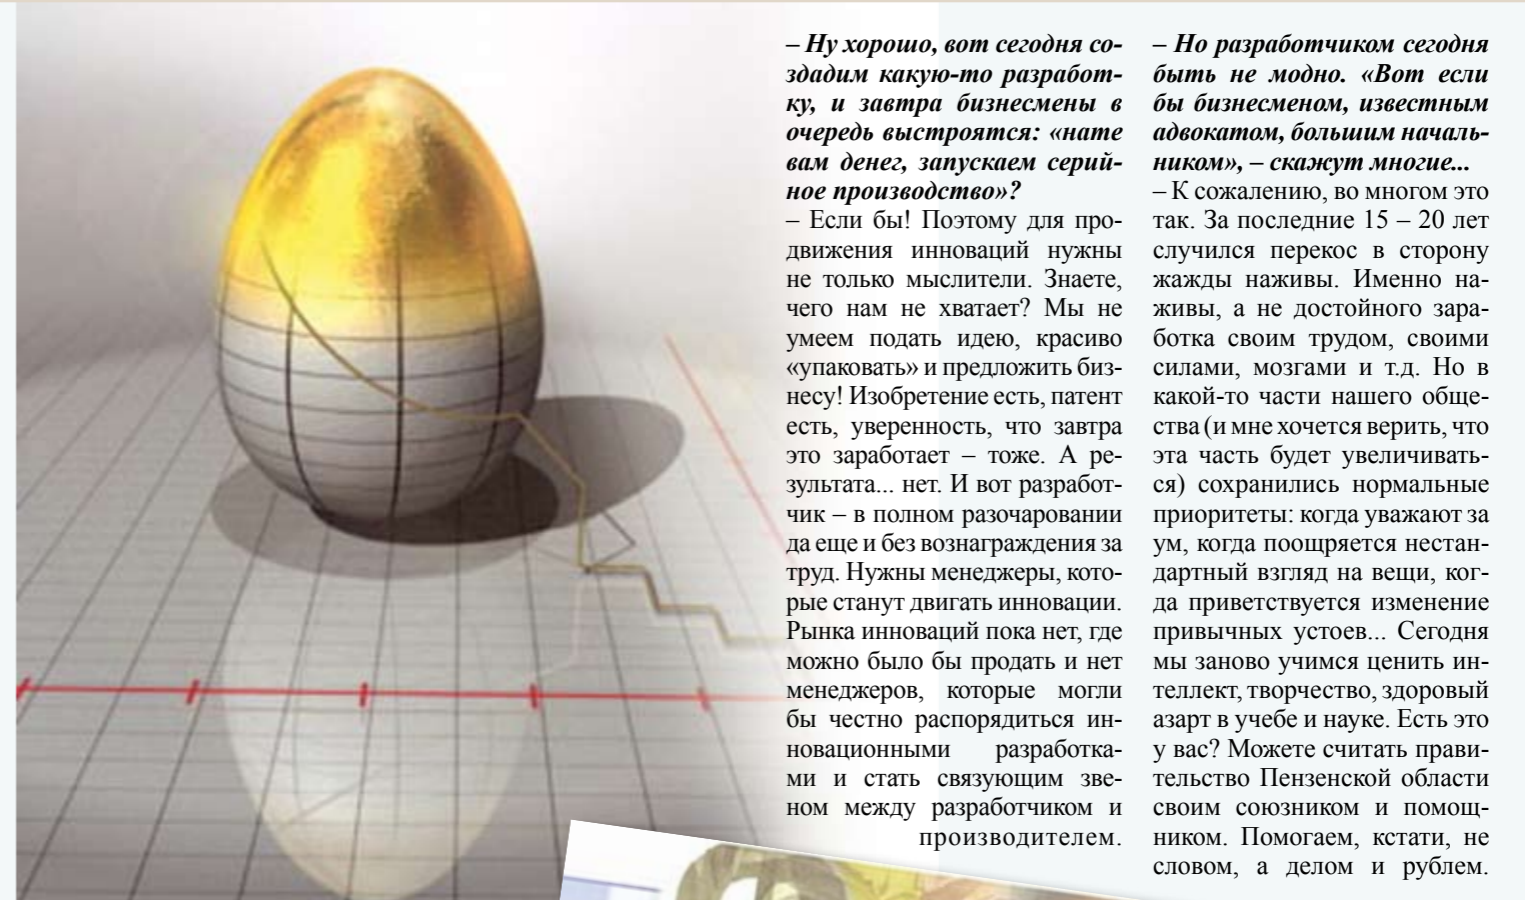 – Ну хорошо, вот сегодня со-
здадим какую-то разработ-
ку, и завтра бизнесмены в
очередь выстроятся: «нате
вам денег, запускаем серий-
ное производство»?
– Если бы! Поэтому для про-
движения инноваций нужны
не только мыслители. Знаете,
чего нам не хватает? Мы не
умеем подать идею, красиво
«упаковать» и предложить биз-
несу! Изобретение есть, патент
есть, уверенность, что завтра
это заработает – тоже. А ре-
зультата... нет. И вот разработ-
чик – в полном разочаровании
да еще и без вознаграждения за
труд. Нужны менеджеры, кото-
рые станут двигать инновации.
Рынка инноваций пока нет, где
можно было бы продать и нет
менеджеров, которые могли
бы честно распорядиться ин-
новационными разработка-
ми и стать связующим зве-
ном между разработчиком и
производителем.
– Но разработчиком сегодня
быть не модно. «Вот если
бы бизнесменом, известным
адвокатом, большим началь-
ником», – скажут многие...
– К сожалению, во многом это
так. За последние 15 – 20 лет
случился перекос в сторону
жажды наживы. Именно на-
живы, а не достойного зара-
ботка своим трудом, своими
силами, мозгами и т.д. Но в
какой-то части нашего обще-
ства (и мне хочется верить, что
эта часть будет увеличивать-
ся) сохранились нормальные
приоритеты: когда уважают за
ум, когда поощряется нестан-
дартный взгляд на вещи, ког-
да приветствуется изменение
привычных устоев... Сегодня
мы заново учимся ценить ин-
теллект, творчество, здоровый
азарт в учебе и науке. Есть это
у вас? Можете считать прави-
тельство Пензенской области
своим союзником и помощ-
ником. Помогаем, кстати, не
словом, а делом и рублем.